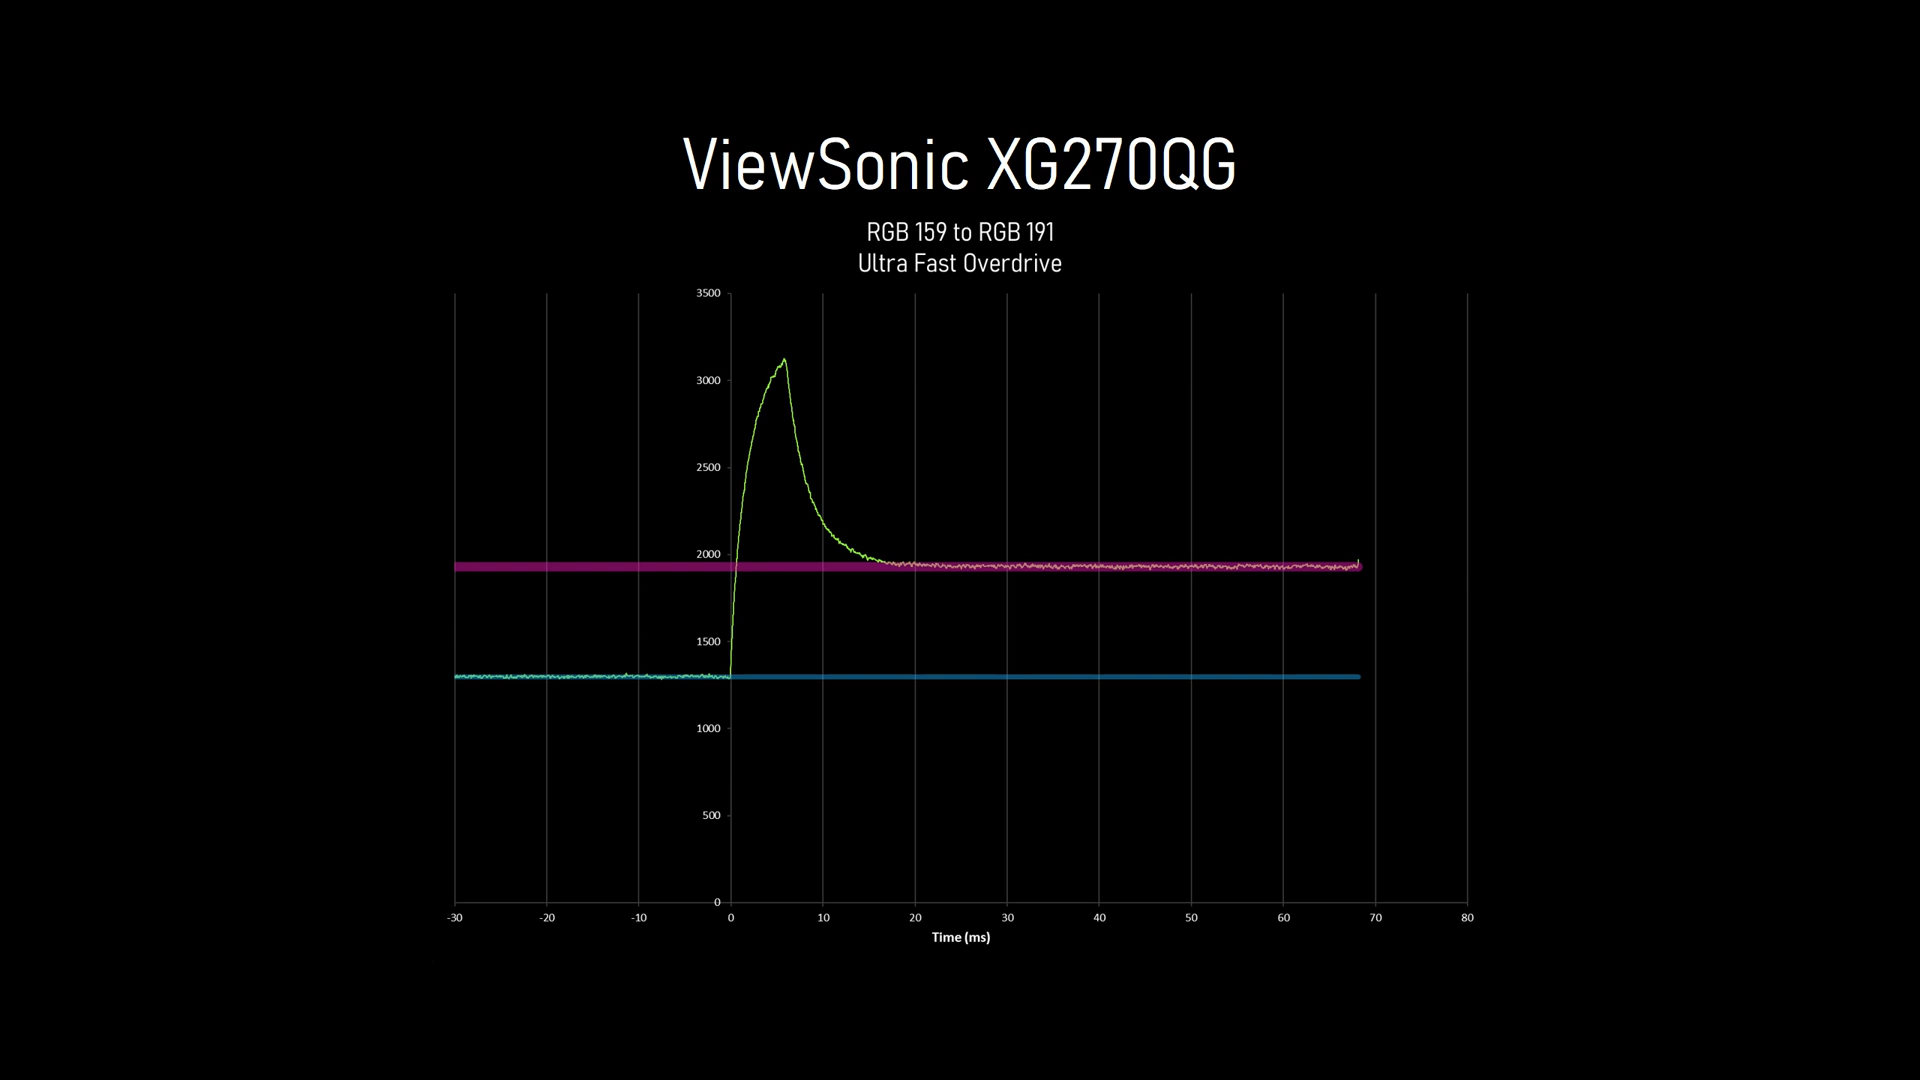 ViewSonic XG270QG
RGB 159 to RGB 191
Ultra Fast Overdrive
3500
3000
2500
2000
1500
1000
500
0
-30 -20 -10 0 10 20 30 40 50 60 70 80
Time (ms)